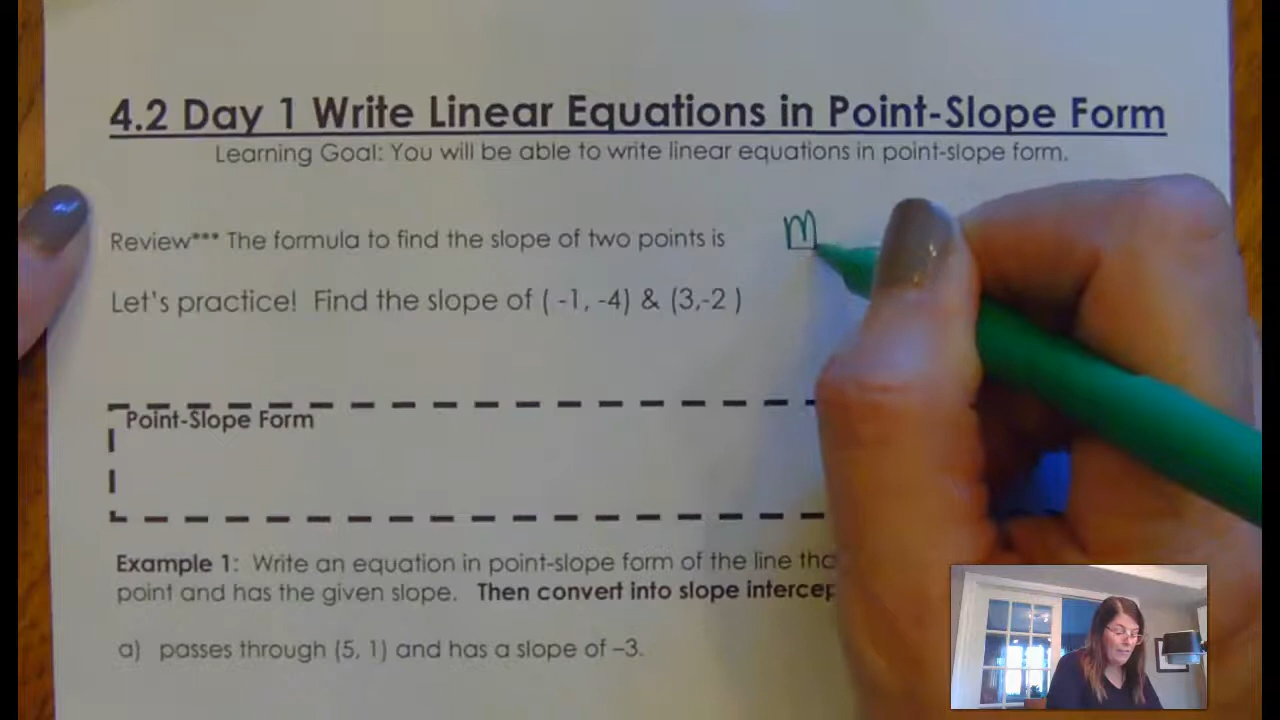 4.2 Day 1 Write Linear Equations in Point-Slope Form
Learning Goal: You will be able to write linear equations in point-slope form.
Review*** The formula to find the slope of two points is m
Let's practice! Find the slope of ( -1, -4) & (3,-2 )
Point-Slope Form
Example 1: Write an equation in point-slope form of the line
point and has the given slope. Then convert into slope
a) passes through (5, 1) and has a slope of –3.